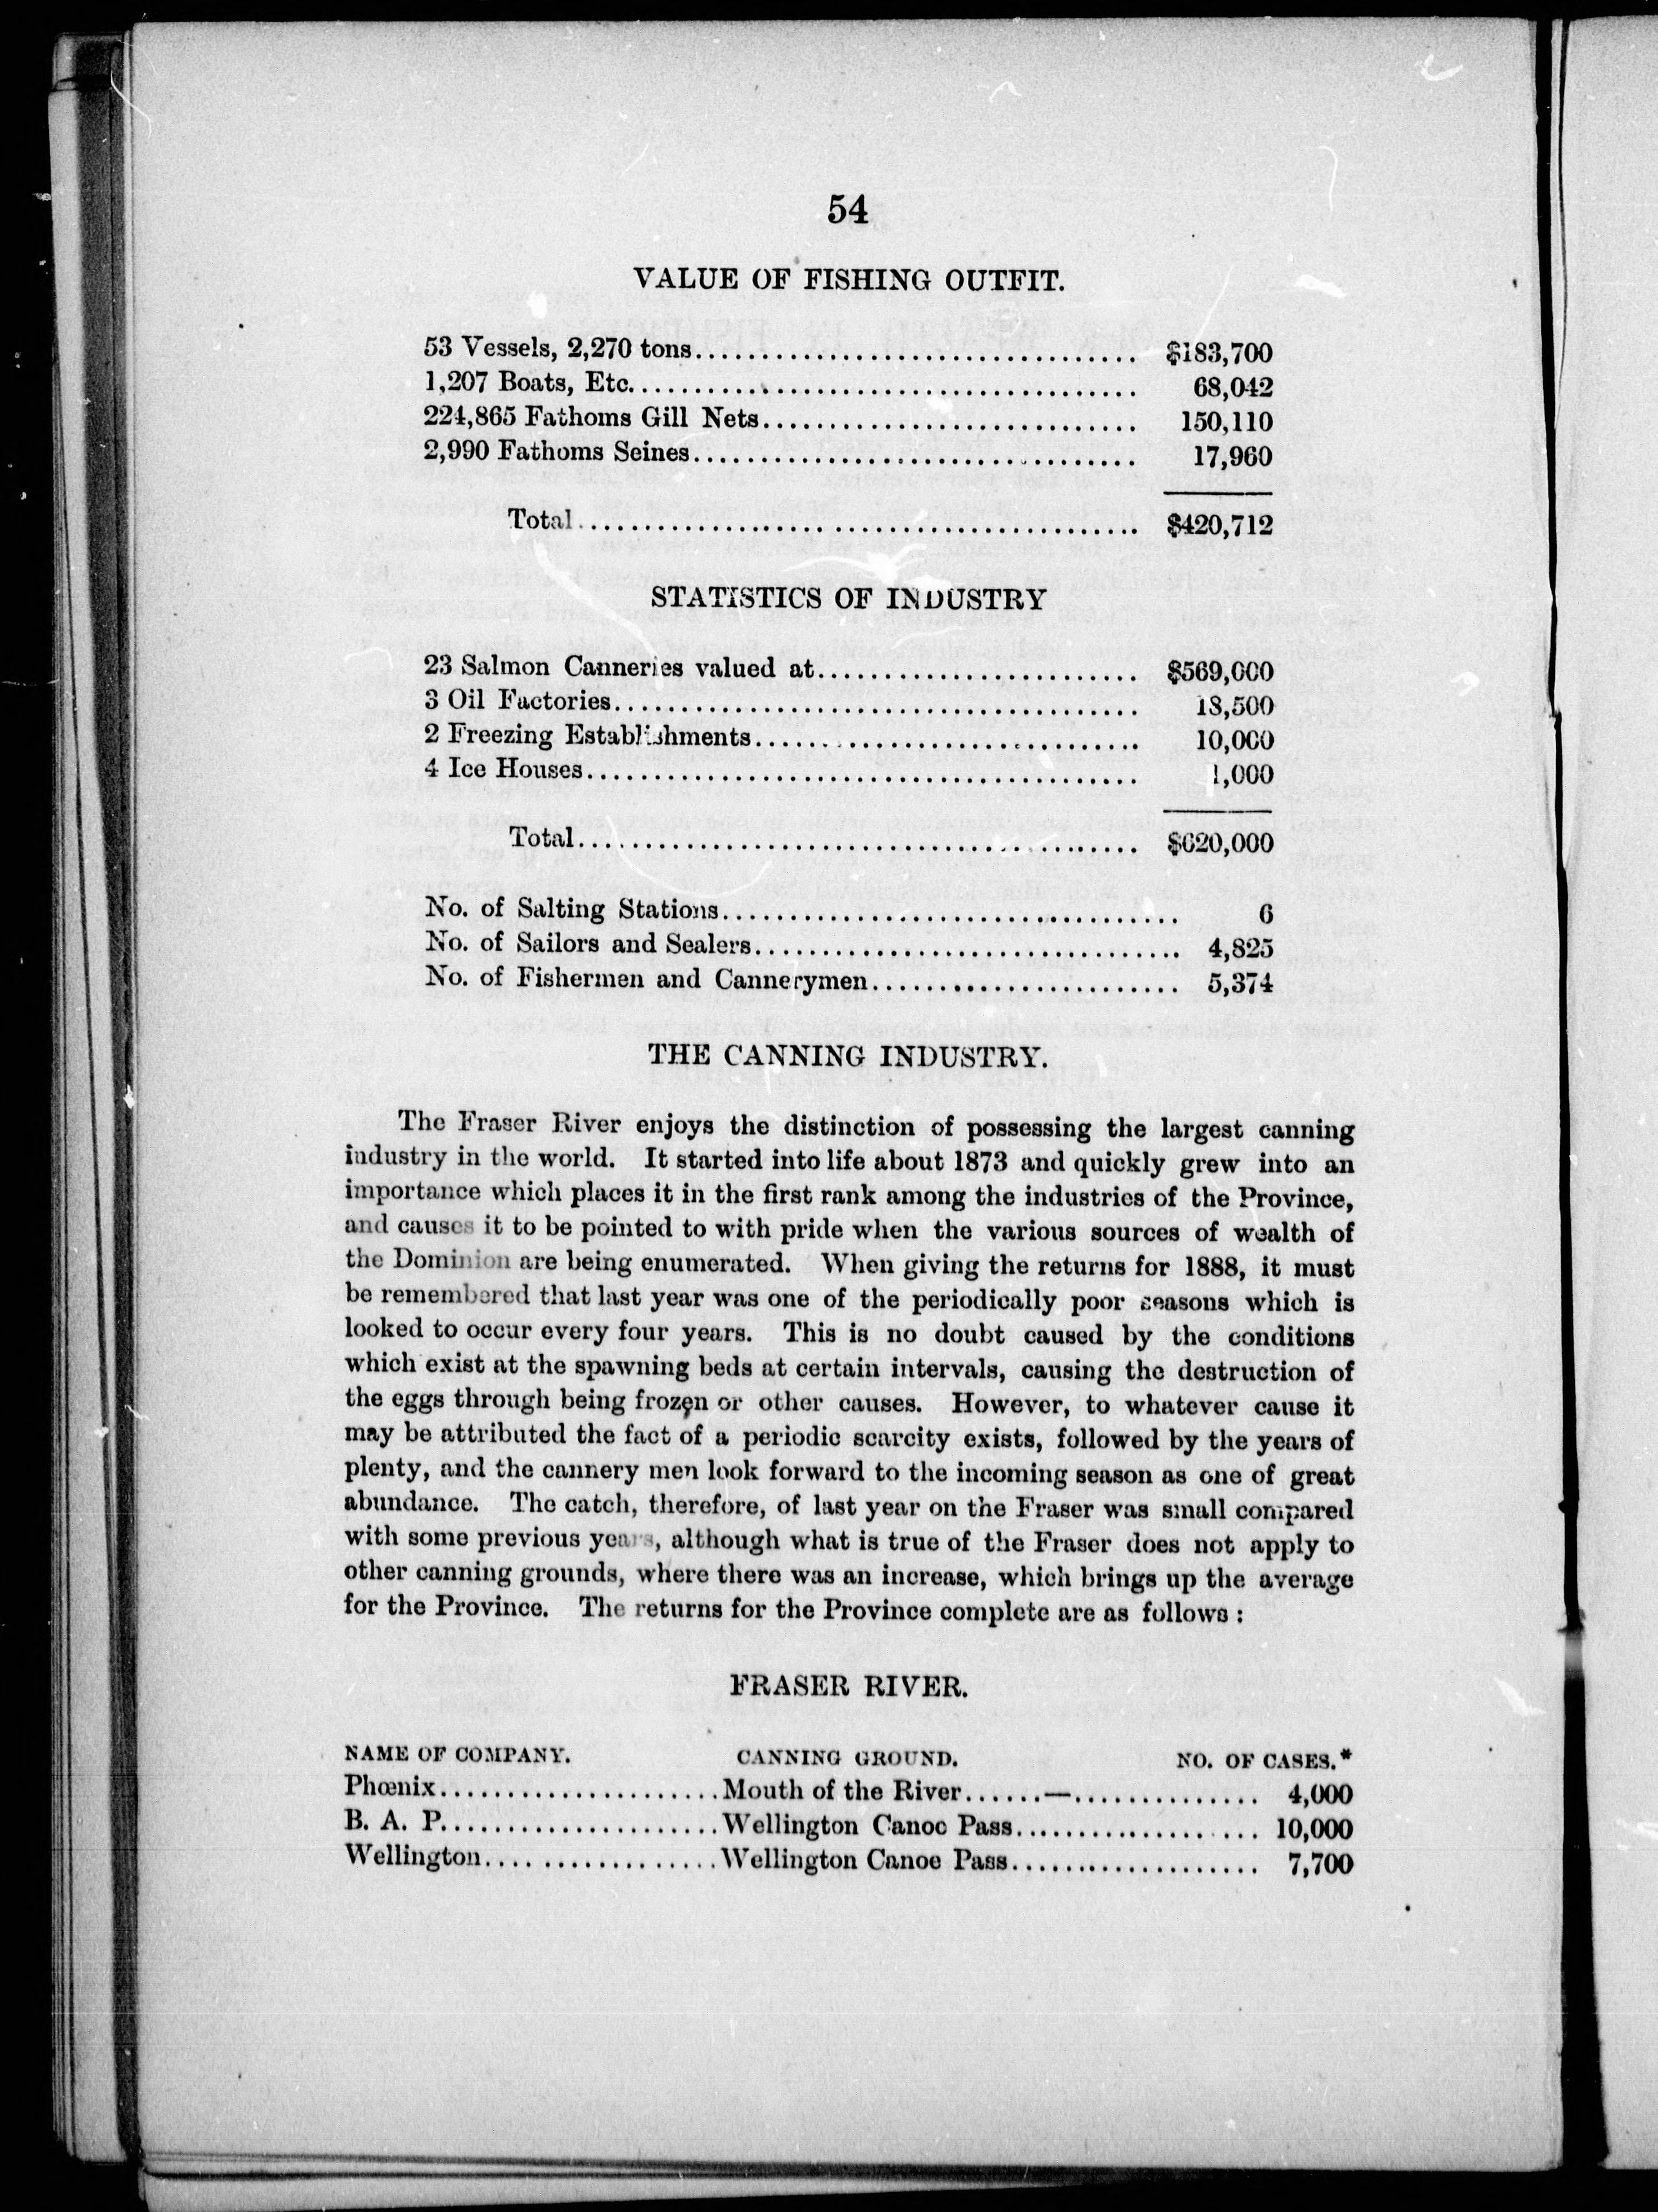 54
VALUE OF FISHING OUTFIT.
53 Vessels, 2,270 tons.................................. $183,700
1,207 Boats, Etc....................................... 68,042
224,865 Fathoms Gill Nets............................. 150,110
2,990 Fathoms Seines.................................. 17,960
Total........................................... $420,712
STATISTICS OF INDUSTRY
23 Salmon Canneries valued at......................... $569,000
3 Oil Factories........................................ 18,500
2 Freezing Establishments.............................. 10,000
4 Ice Houses.......................................... 1,000
Total........................................... $620,000
No. of Salting Stations................................... 6
No. of Sailors and Sealers................................ 4,825
No. of Fishermen and Cannerymen........................ 5,374
THE CANNING INDUSTRY.
The Fraser River enjoys the distinction of possessing the largest canning
industry in the world. It started into life about 1873 and quickly grew into an
importance which places it in the first rank among the industries of the Province,
and causes it to be pointed to with pride when the various sources of wealth of
the Dominion are being enumerated. When giving the returns for 1888, it must
be remembered that last year was one of the periodically poor seasons which is
looked to occur every four years. This is no doubt caused by the conditions
which exist at the spawning beds at certain intervals, causing the destruction of
the eggs through being frozen or other causes. However, to whatever cause it
may be attributed the fact of a periodic scarcity exists, followed by the years of
plenty, and the cannery men look forward to the incoming season as one of great
abundance. The catch, therefore, of last year on the Fraser was small compared
with some previous years, although what is true of the Fraser does not apply to
other canning grounds, where there was an increase, which brings up the average
for the Province. The returns for the Province complete are as follows :
FRASER RIVER.
NAME OF COMPANY. CANNING GROUND. NO. OF CASES.*
Phœnix.....................Mouth of the River......—.............. 4,000
B. A. P.....................Wellington Canoe Pass................... 10,000
Wellington..................Wellington Canoe Pass................... 7,700